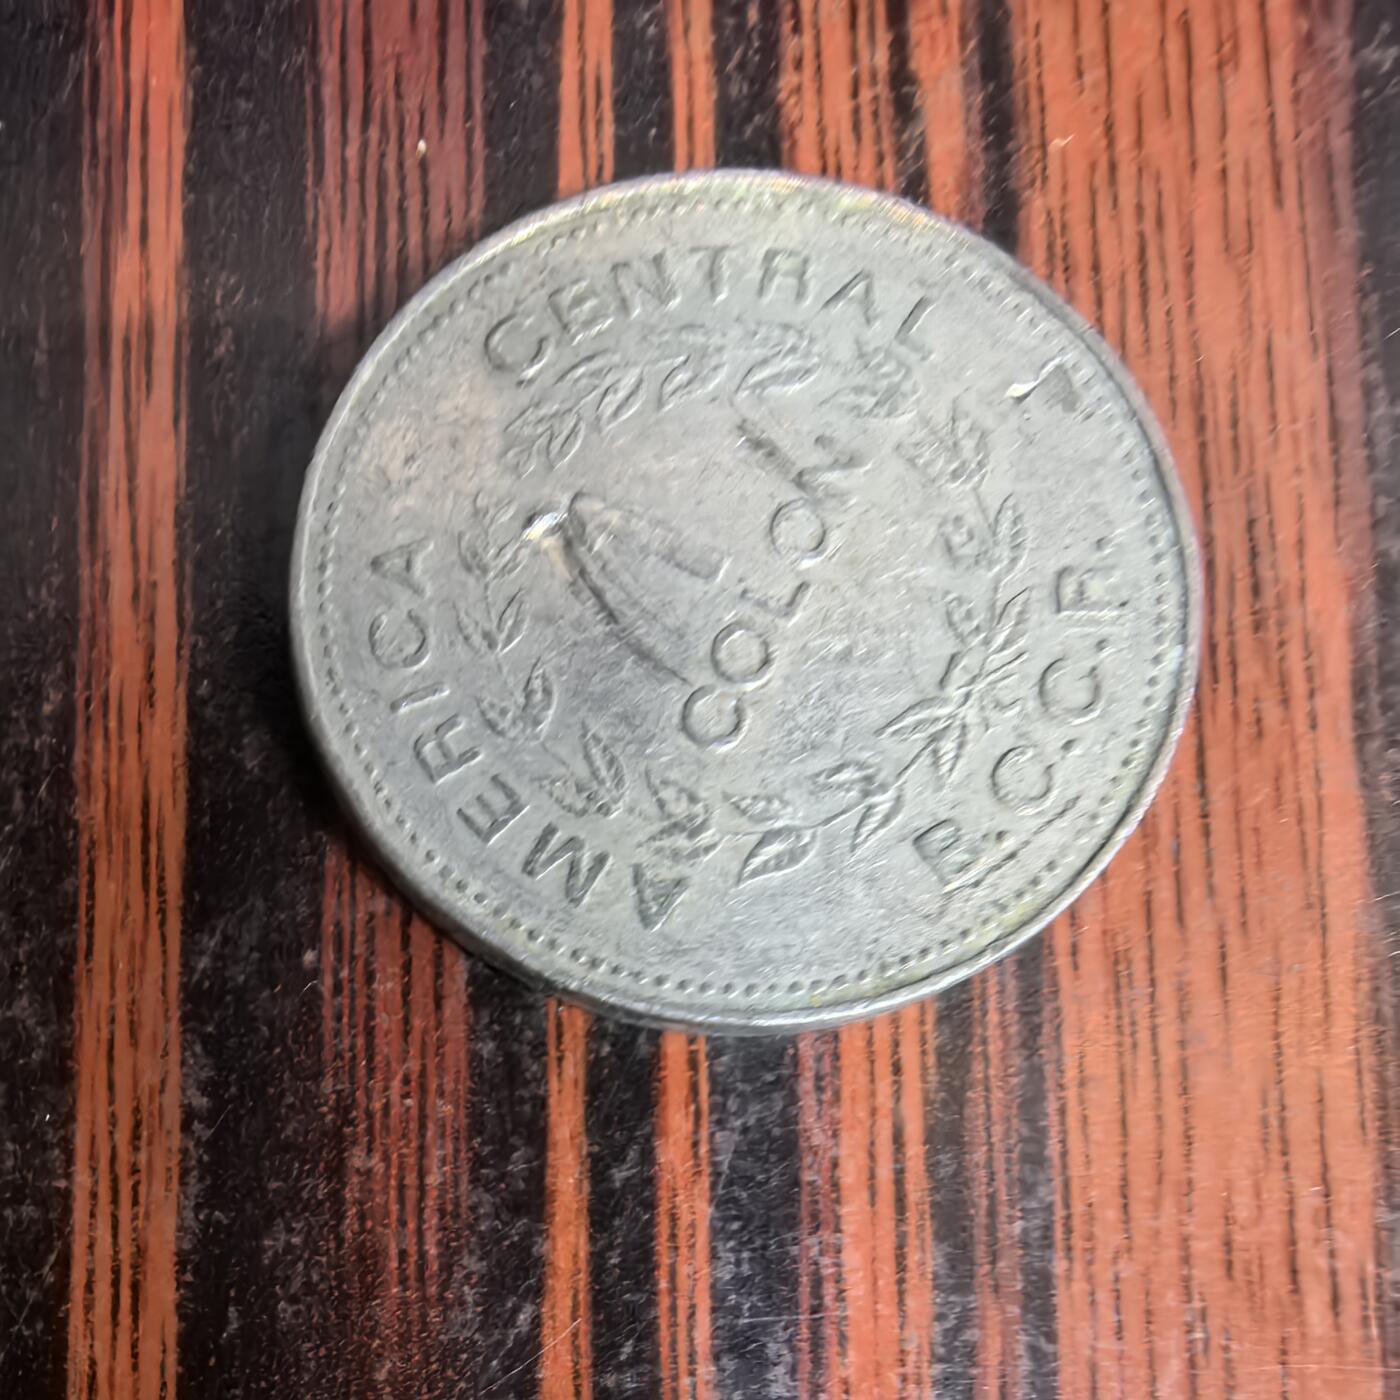 AMERICA CENTRAL
1
COLON
B.C.C.R.